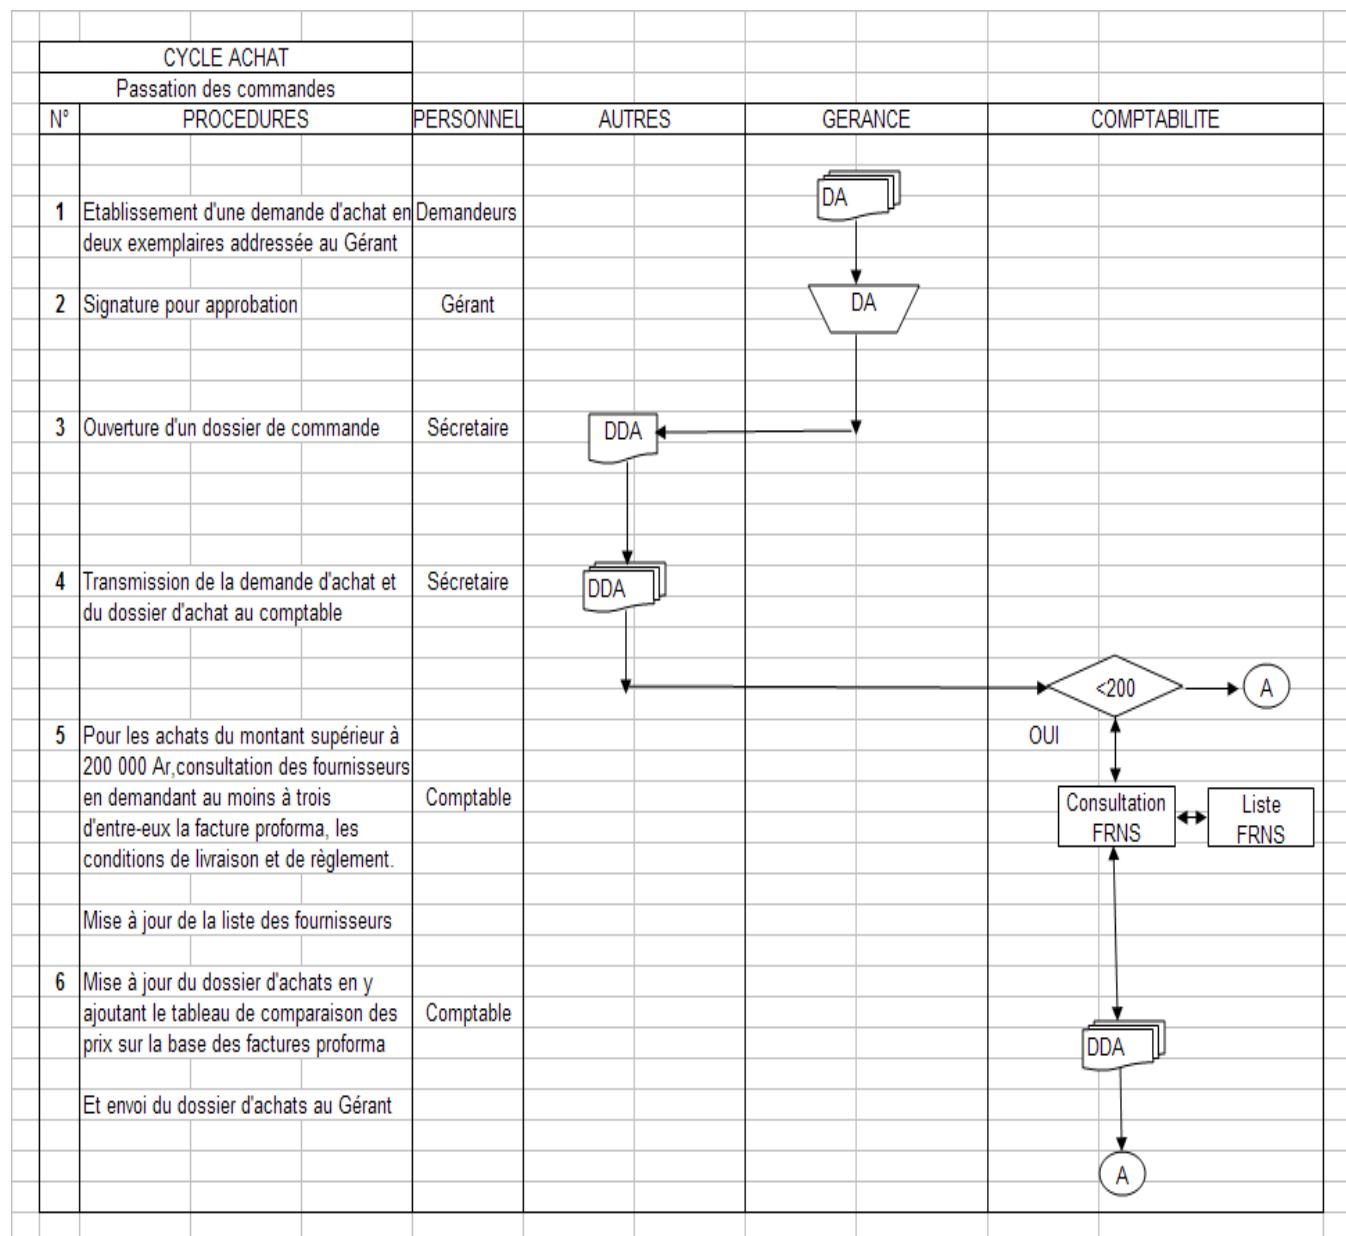 CYCLE ACHAT
Passation des commandes
N° PROCEDURES PERSONNEL AUTRES GERANCE COMPTABILITE
DA
1 Etablissement d'une demande d'achat en Demandeurs
deux exemplaires addressée au Gérant
2 Signature pour approbation Gérant DA
3 Ouverture d'un dossier de commande Sécretaire DDA
4 Transmission de la demande d'achat et Sécretaire DDA
du dossier d'achat au comptable
<200 A
5 Pour les achats du montant supérieur à OUI
200 000 Ar,consultation des fournisseurs
en demandant au moins à trois Comptable Consultation Liste
d'entre-eux la facture proforma, les FRNS FRNS
conditions de livraison et de règlement.
Mise à jour de la liste des fournisseurs
6 Mise à jour du dossier d'achats en y
ajoutant le tableau de comparaison des Comptable
prix sur la base des factures proforma DDA
Et envoi du dossier d'achats au Gérant
A